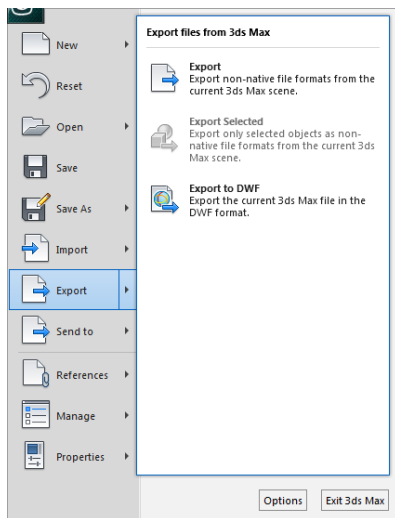 New
Reset
Open
Save
Save As
Import
Export
Send to
References
Manage
Properties
Export files from 3ds Max
Export
Export non-native file formats from the
current 3ds Max scene.
Export Selected
Export only selected objects as non-
native file formats from the current 3ds
Max scene.
Export to DWF
Export the current 3ds Max file in the
DWF format.
Options
Exit 3ds Max